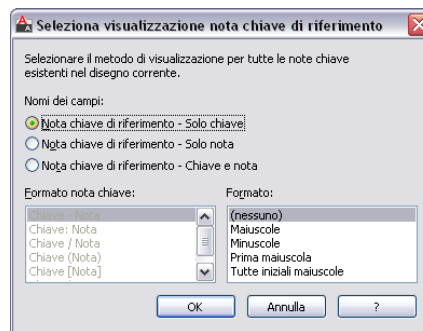 Seleziona visualizzazione nota chiave di riferimento
Selezionare il metodo di visualizzazione per tutte le note chiave
esistenti nel disegno corrente.
Nomi dei campi:
Nota chiave di riferimento - Solo chiave
Nota chiave di riferimento - Solo nota
Nota chiave di riferimento - Chiave e nota
Formato nota chiave:
Chiave - Nota
Chiave: Nota
Chiave / Nota
Chiave (Nota)
Chiave [Nota]
Formato:
(nessuno)
Maiuscole
Minuscole
Prima maiuscola
Tutte iniziali maiuscole
OK
Annulla
?